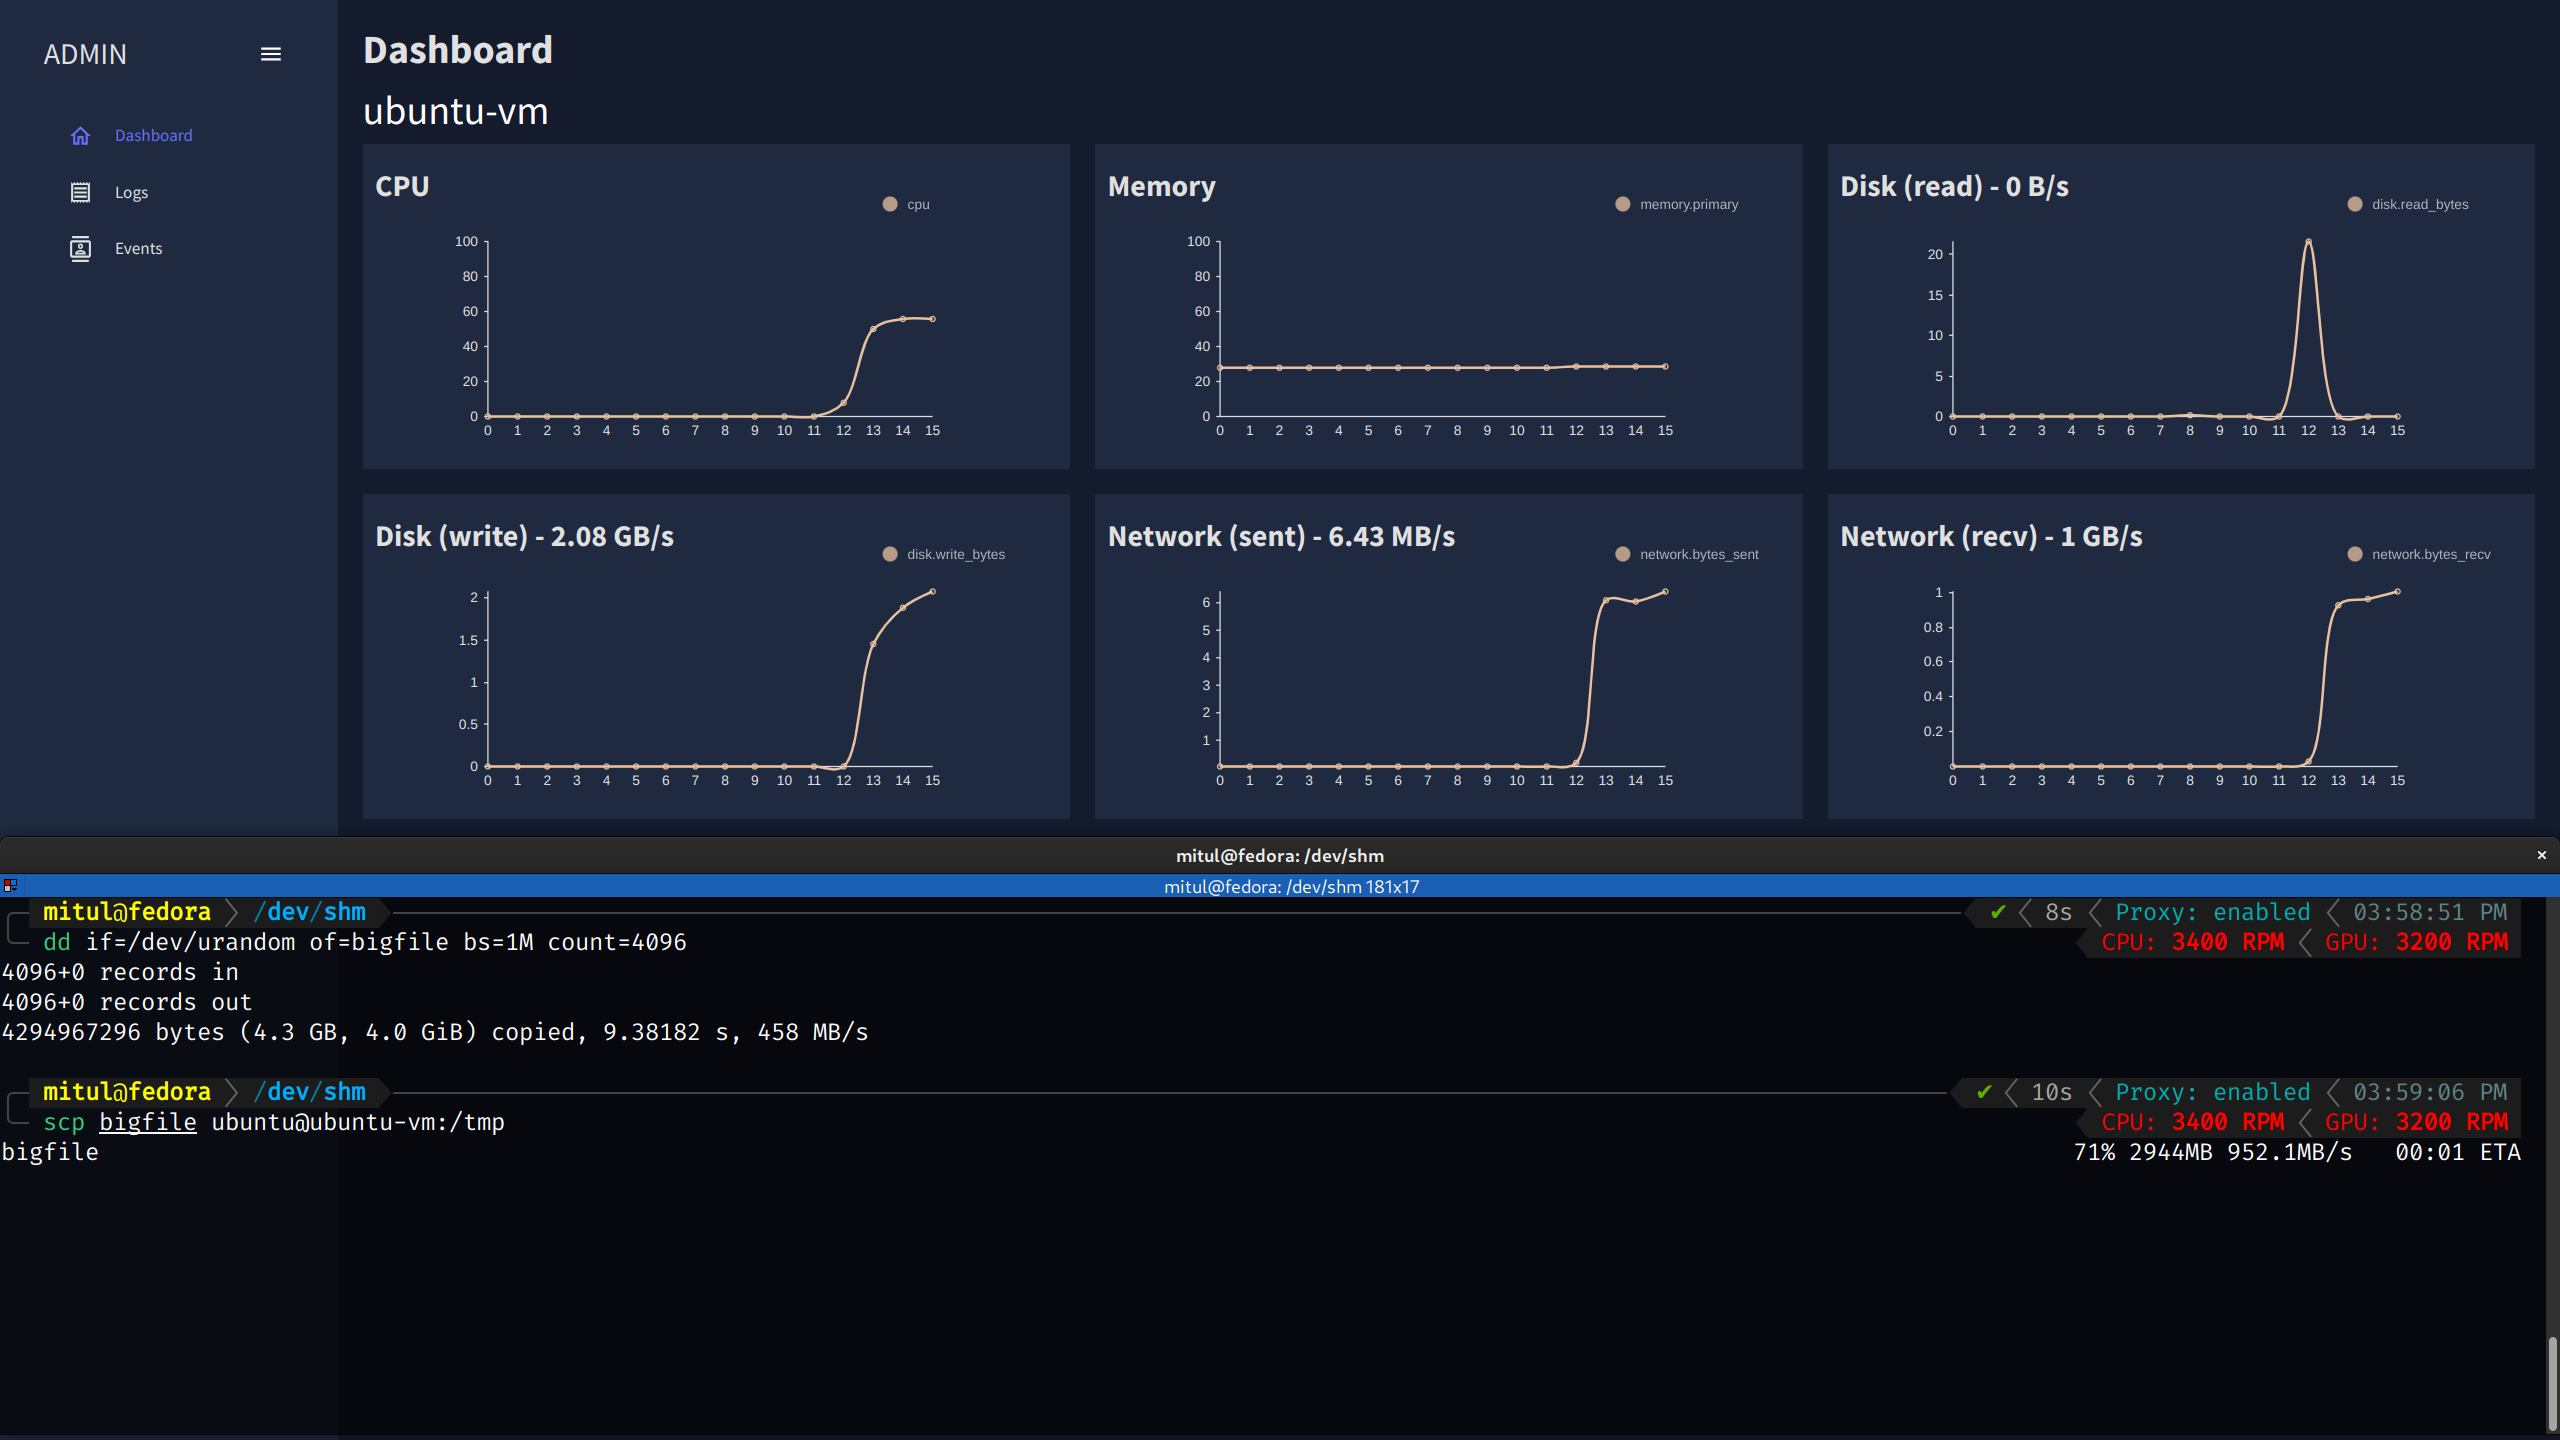 ADMIN
Dashboard
Logs
Events
Dashboard
ubuntu-vm
CPU
cpu
100
80
60
40
20
0
0 1 2 3 4 5 6 7 8 9 10 11 12 13 14 15
Memory
memory.primary
100
80
60
40
20
0
0 1 2 3 4 5 6 7 8 9 10 11 12 13 14 15
Disk (read) - 0 B/s
disk.read_bytes
20
15
10
5
0
0 1 2 3 4 5 6 7 8 9 10 11 12 13 14 15
Disk (write) - 2.08 GB/s
disk.write_bytes
2
1.5
1
0.5
0
0 1 2 3 4 5 6 7 8 9 10 11 12 13 14 15
Network (sent) - 6.43 MB/s
network.bytes_sent
6
5
4
3
2
1
0 1 2 3 4 5 6 7 8 9 10 11 12 13 14 15
Network (recv) - 1 GB/s
network.bytes_recv
1
0.8
0.6
0.4
0.2
0 1 2 3 4 5 6 7 8 9 10 11 12 13 14 15
mitul@fedora: /dev/shm
mitul@fedora: /dev/shm 181x17
mitul@fedora /dev/shm ✔ 8s Proxy: enabled 03:58:51 PM
dd if=/dev/urandom of=bigfile bs=1M count=4096 CPU: 3400 RPM GPU: 3200 RPM
4096+0 records in
4096+0 records out
4294967296 bytes (4.3 GB, 4.0 GiB) copied, 9.38182 s, 458 MB/s
mitul@fedora /dev/shm ✔ 10s Proxy: enabled 03:59:06 PM
scp bigfile ubuntu@ubuntu-vm:/tmp CPU: 3400 RPM GPU: 3200 RPM
bigfile 71% 2944MB 952.1MB/s 00:01 ETA